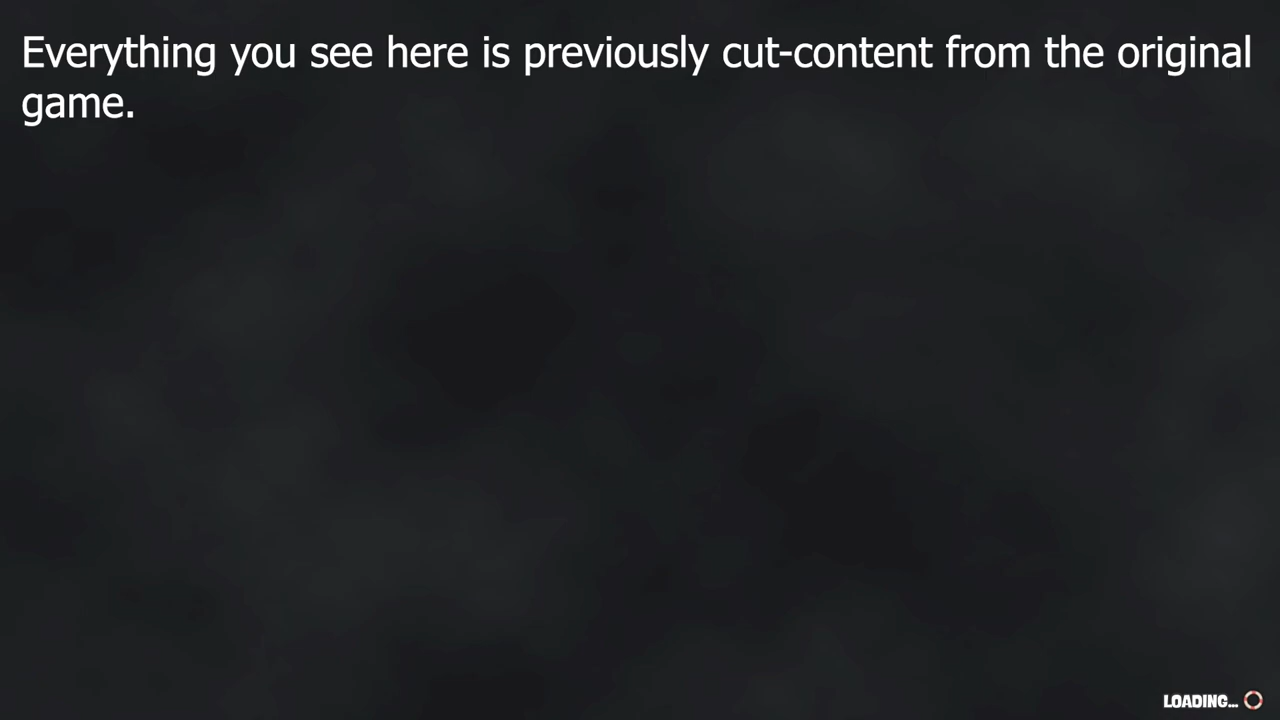 Everything you see here is previously cut-content from the original
game.
LOADING...